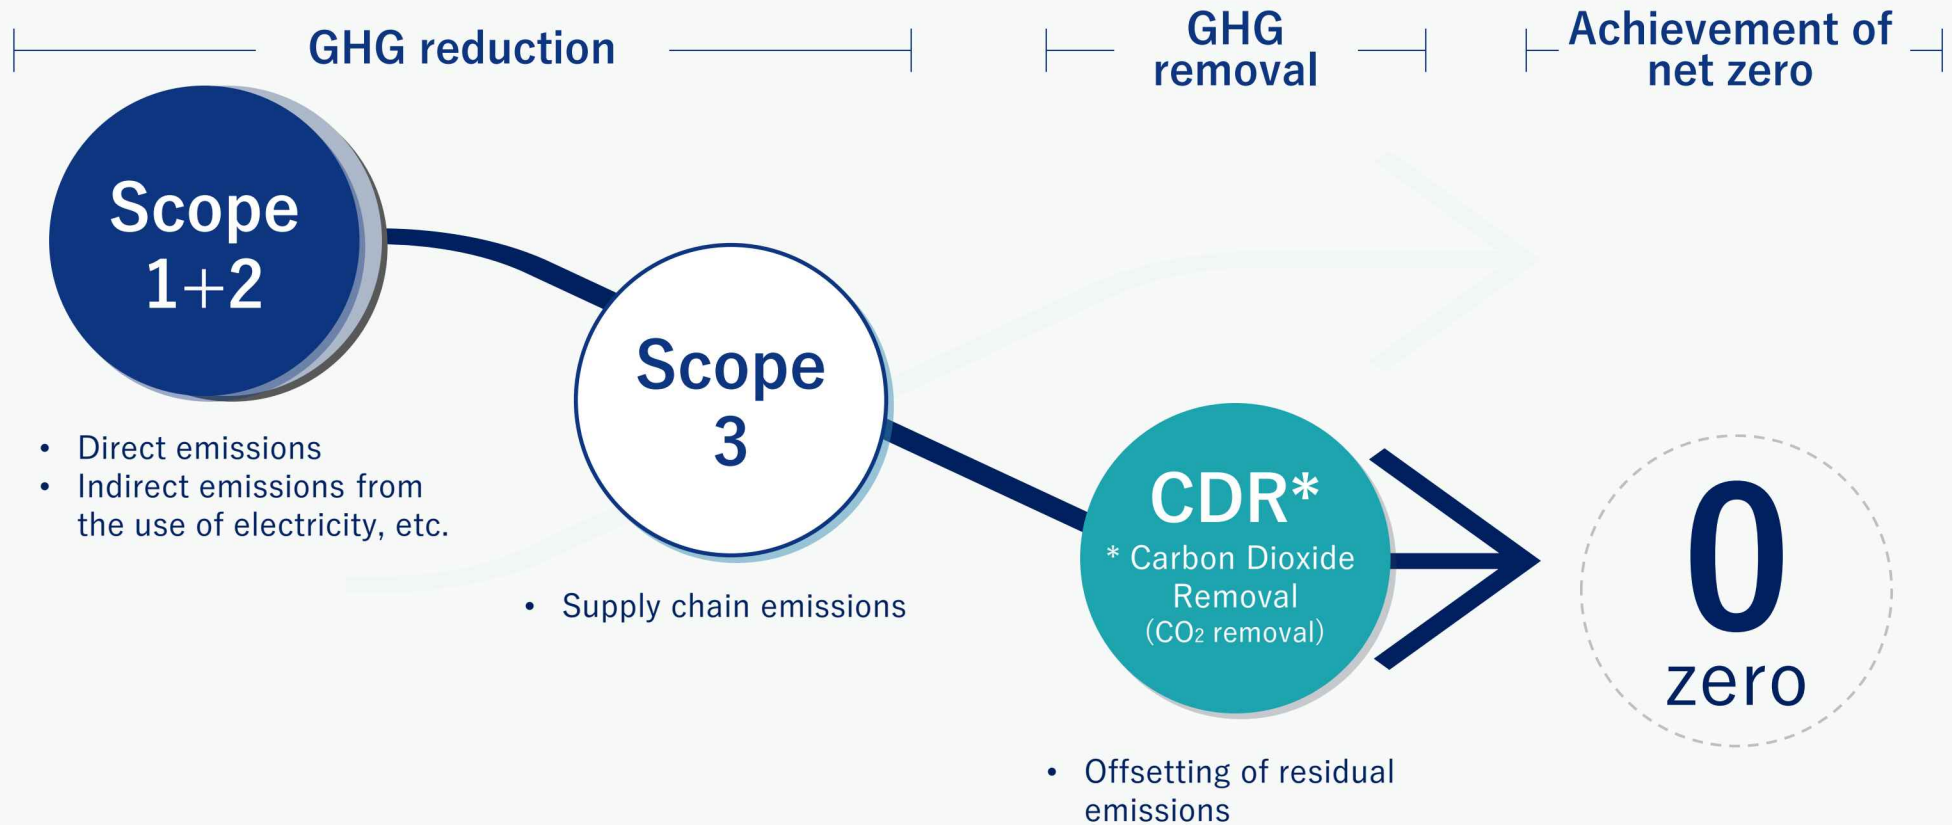 GHG reduction
GHG
removal
Achievement of
net zero
Scope
1+2
• Direct emissions
• Indirect emissions from
the use of electricity, etc.
Scope
3
• Supply chain emissions
CDR*
* Carbon Dioxide
Removal
(CO₂ removal)
• Offsetting of residual
emissions
0
zero